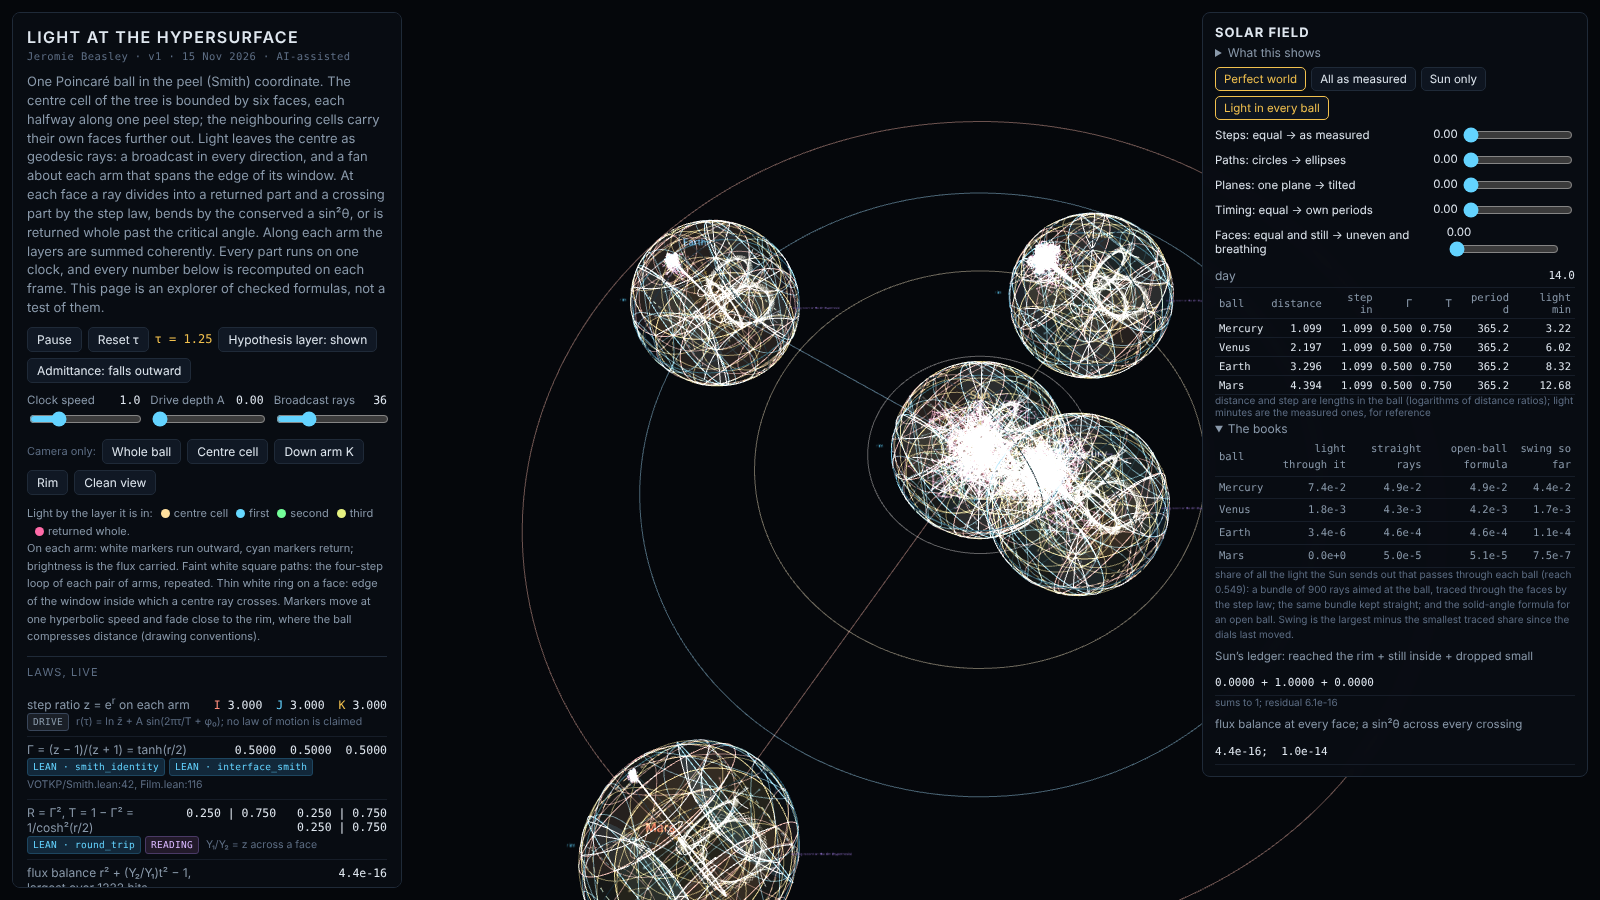 LIGHT AT THE HYPERSURFACE
Jeromie Beasley · v1 · 15 Nov 2026 · AI-assisted
One Poincaré ball in the peel (Smith) coordinate. The
centre cell of the tree is bounded by six faces, each
halfway along one peel step; the neighbouring cells carry
their own faces further out. Light leaves the centre as
geodesic rays: a broadcast in every direction, and a fan
about each arm that spans the edge of its window. At
each face a ray divides into a returned part and a crossing
part by the step law, bends by the conserved a sin²θ, or is
returned whole past the critical angle. Along each arm the
layers are summed coherently. Every part runs on one
clock, and every number below is recomputed on each
frame. This page is an explorer of checked formulas, not a
test of them.
Pause Reset τ τ = 1.25 Hypothesis layer: shown
Admittance: falls outward
Clock speed 1.0 Drive depth A 0.00 Broadcast rays 36
Camera only: Whole ball Centre cell Down arm K
Rim Clean view
Light by the layer it is in: centre cell first second third
returned whole.
On each arm: white markers run outward, cyan markers return;
brightness is the flux carried. Faint white square paths: the four-step
loop of each pair of arms, repeated. Thin white ring on a face: edge
of the window inside which a centre ray crosses. Markers move at
one hyperbolic speed and fade close to the rim, where the ball
compresses distance (drawing conventions).
LAWS, LIVE
step ratio z = eʳ on each arm I 3.000 J 3.000 K 3.000
DRIVE r(τ) = ln z̄ + A sin(2πτ/T + φ₀); no law of motion is claimed
Γ = (z − 1)/(z + 1) = tanh(r/2) 0.5000 0.5000 0.5000
LEAN · smith_identity LEAN · interface_smith
VOTKP/Smith.lean:42, Film.lean:116
R = Γ², T = 1 − Γ² = 0.250 | 0.750 0.250 | 0.750
1/cosh²(r/2) 0.250 | 0.750
LEAN · round_trip READING Y₁/Y₂ = z across a face
flux balance r² + (Y₂/Y₁)t² − 1, 4.4e-16
Earth
Mars
SOLAR FIELD
▶ What this shows
Perfect world All as measured Sun only
Light in every ball
Steps: equal → as measured 0.00
Paths: circles → ellipses 0.00
Planes: one plane → tilted 0.00
Timing: equal → own periods 0.00
Faces: equal and still → uneven and 0.00
breathing
day 14.0
ball distance step in Γ T period d light min
Mercury 1.099 1.099 0.500 0.750 365.2 3.22
Venus 2.197 1.099 0.500 0.750 365.2 6.02
Earth 3.296 1.099 0.500 0.750 365.2 8.32
Mars 4.394 1.099 0.500 0.750 365.2 12.68
distance and step are lengths in the ball (logarithms of distance ratios); light
minutes are the measured ones, for reference
▼ The books
ball light through it straight rays open-ball formula swing so far
Mercury 7.4e-2 4.9e-2 4.9e-2 4.4e-2
Venus 1.8e-3 4.3e-3 4.2e-3 1.7e-3
Earth 3.4e-6 4.6e-4 4.6e-4 1.1e-4
Mars 0.0e+0 5.0e-5 5.1e-5 7.5e-7
share of all the light the Sun sends out that passes through each ball (reach
0.549): a bundle of 900 rays aimed at the ball, traced through the faces by
the step law; the same bundle kept straight; and the solid-angle formula for
an open ball. Swing is the largest minus the smallest traced share since the
dials last moved.
Sun's ledger: reached the rim + still inside + dropped small
0.0000 + 1.0000 + 0.0000
sums to 1; residual 6.1e-16
flux balance at every face; a sin²θ across every crossing
4.4e-16; 1.0e-14